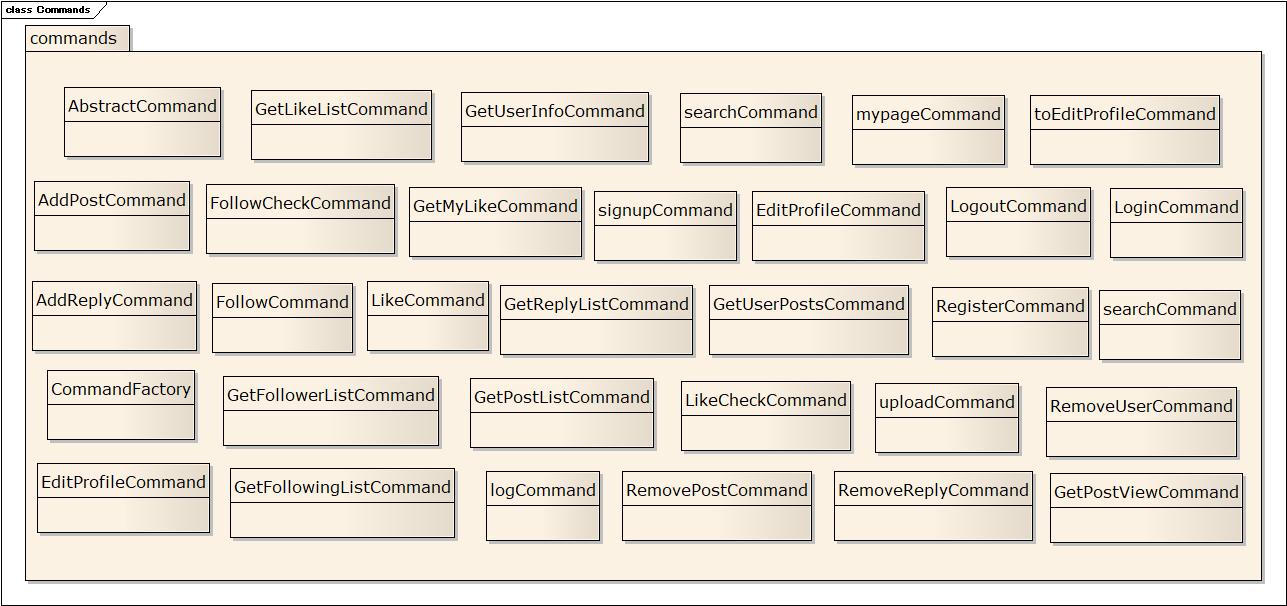 class Commands
commands
AbstractCommand
GetLikeListCommand
GetUserInfoCommand
searchCommand
mypageCommand
toEditProfileCommand
AddPostCommand
FollowCheckCommand
GetMyLikeCommand
signupCommand
EditProfileCommand
LogoutCommand
LoginCommand
AddReplyCommand
FollowCommand
LikeCommand
GetReplyListCommand
GetUserPostsCommand
RegisterCommand
searchCommand
CommandFactory
GetFollowerListCommand
GetPostListCommand
LikeCheckCommand
uploadCommand
RemoveUserCommand
EditProfileCommand
GetFollowingListCommand
logCommand
RemovePostCommand
RemoveReplyCommand
GetPostViewCommand